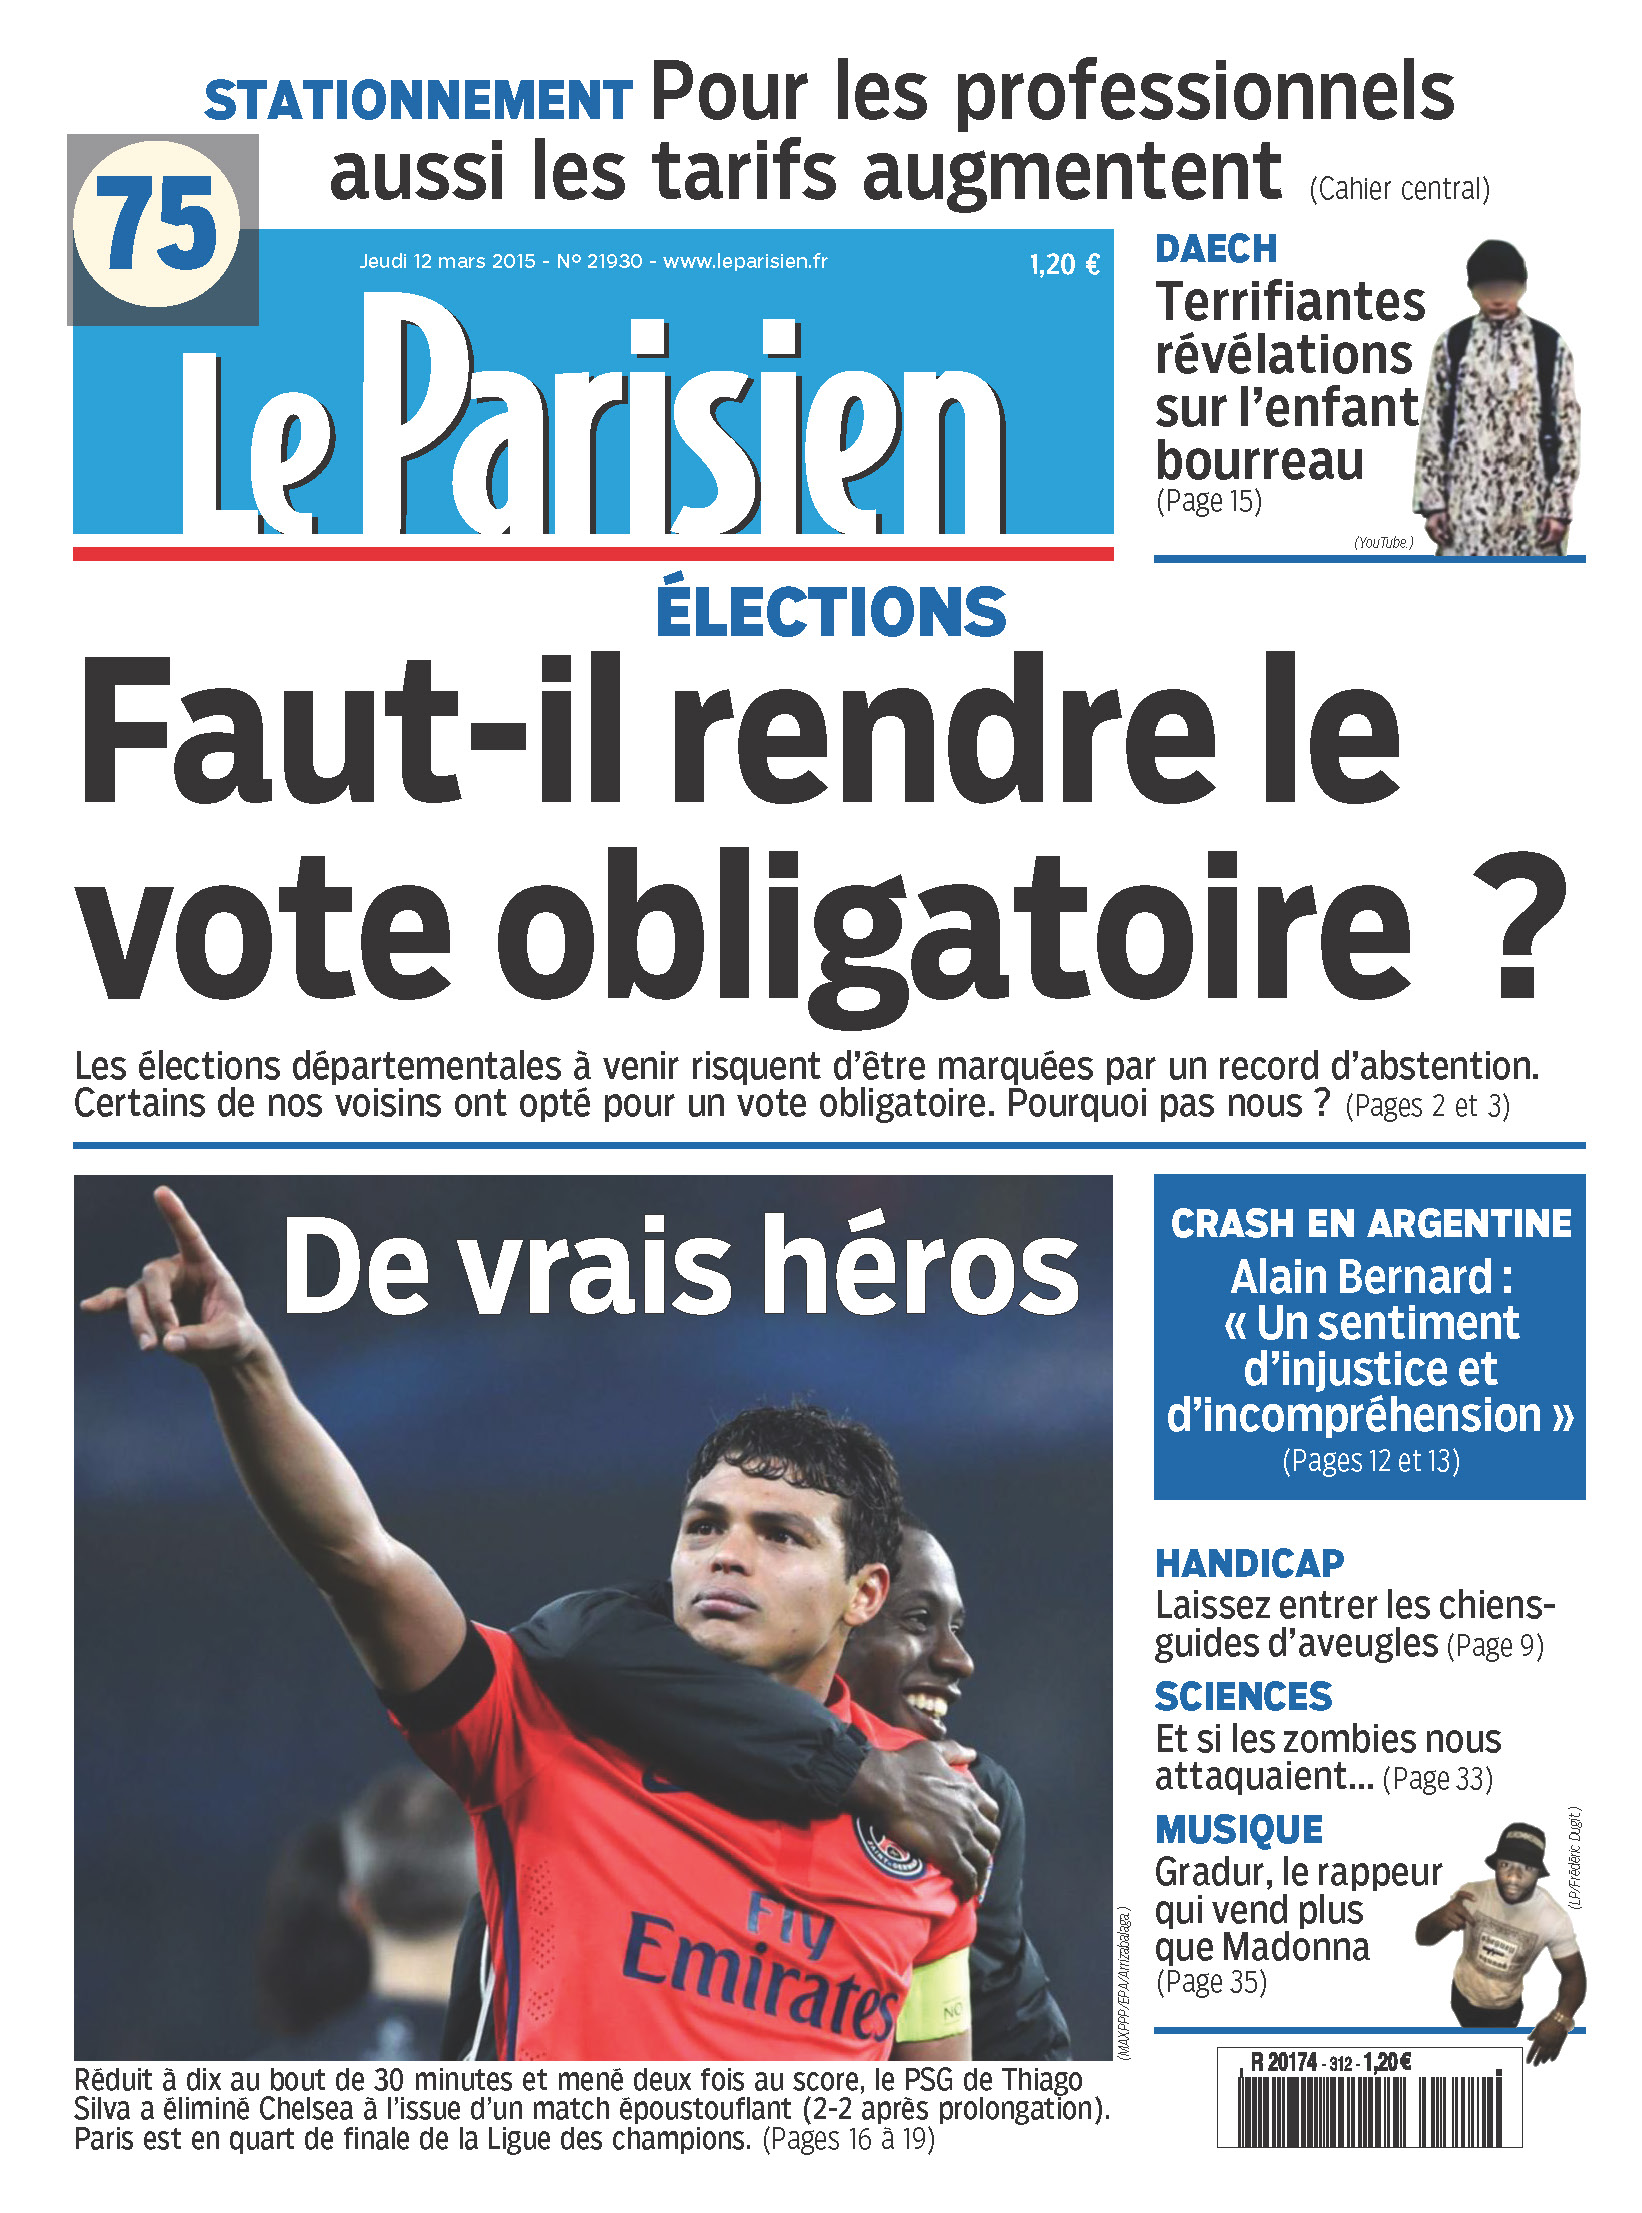 STATIONNEMENT Pour les professionnels
aussi les tarifs augmentent (Cahier central)
75
Jeudi 12 mars 2015 - N° 21930 - www.leparisien.fr
1,20 €
Le Parisien
DAECH
Terrifiantes
révélations
sur l'enfant
bourreau
(Page 15)
(YouTube.)
ÉLECTIONS
Faut-il rendre le
vote obligatoire ?
Les élections départementales à venir risquent d'être marquées par un record d'abstention.
Certains de nos voisins ont opté pour un vote obligatoire. Pourquoi pas nous ? (Pages 2 et 3)
De vrais héros
Fly
Emirates
NO
(MAXPPP/EPA/Arrizabalaga.)
Réduit à dix au bout de 30 minutes et mené deux fois au score, le PSG de Thiago
Silva a éliminé Chelsea à l'issue d'un match époustouflant (2-2 après prolongation).
Paris est en quart de finale de la Ligue des champions. (Pages 16 à 19)
CRASH EN ARGENTINE
Alain Bernard :
« Un sentiment
d'injustice et
d'incompréhension »
(Pages 12 et 13)
HANDICAP
Laissez entrer les chiens-
guides d'aveugles (Page 9)
SCIENCES
Et si les zombies nous
attaquaient... (Page 33)
MUSIQUE
Gradur, le rappeur
qui vend plus
que Madonna
(Page 35)
(LP/Frédéric Dugit.)
R 20174 - 312 - 1,20 €